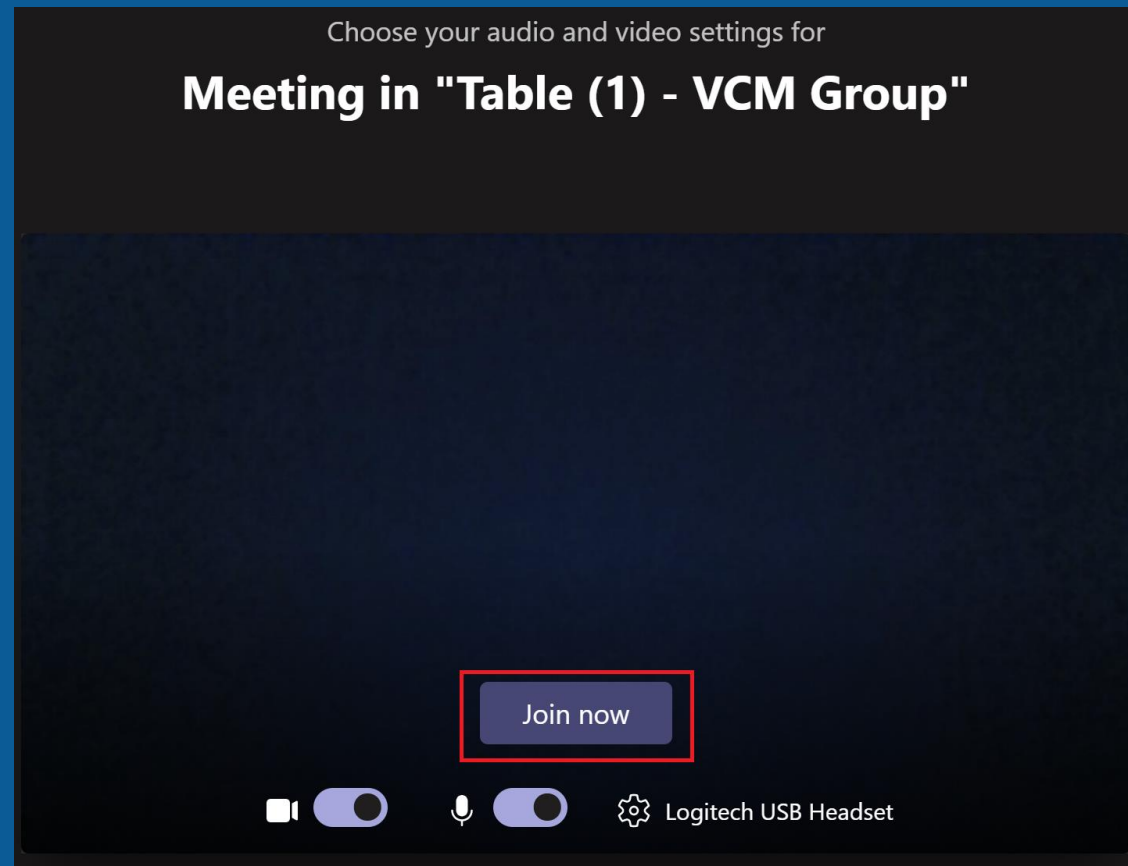 Choose your audio and video settings for
Meeting in "Table (1) - VCM Group"
Join now
Logitech USB Headset